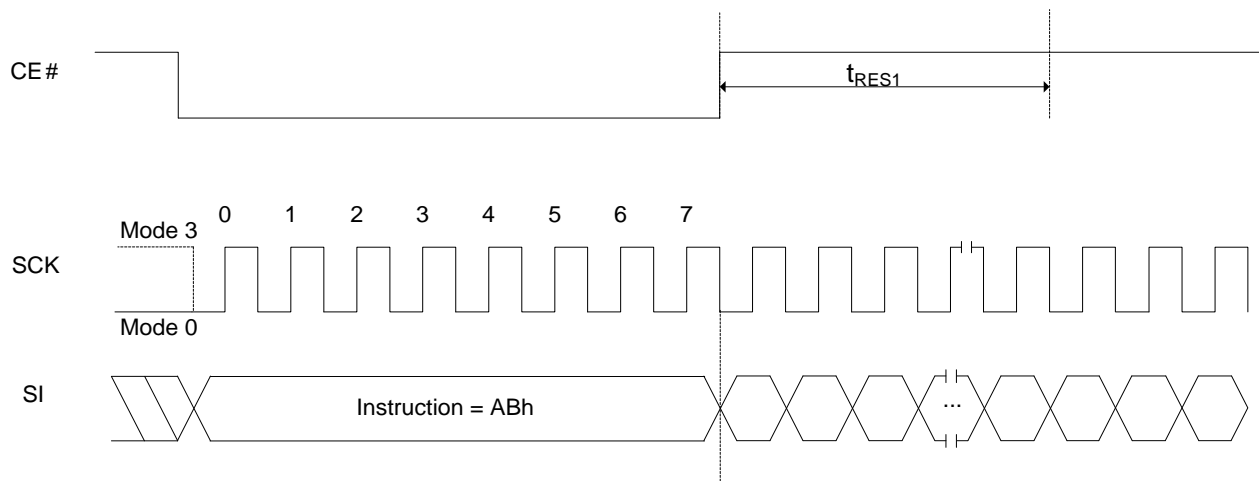 CE#
tRES1
0 1 2 3 4 5 6 7
Mode 3
SCK
Mode 0
SI
Instruction = ABh
...